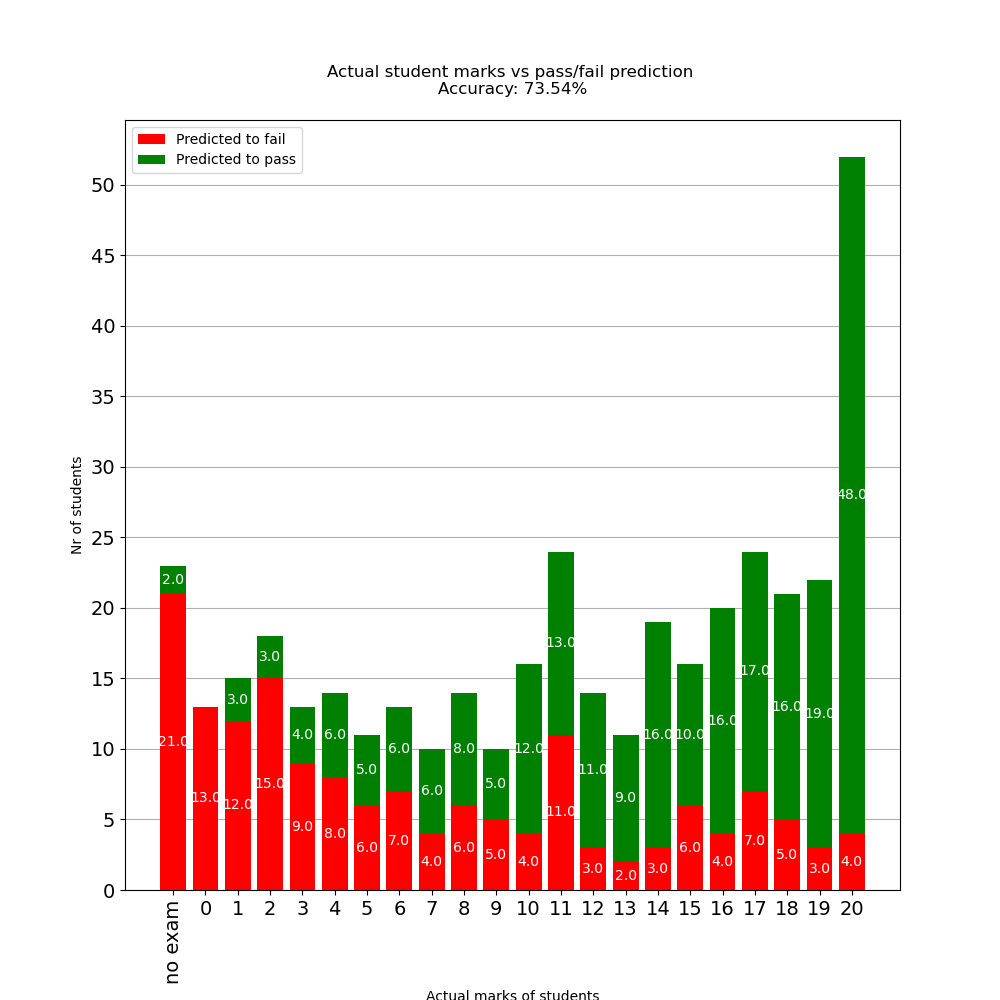 Actual student marks vs pass/fail prediction
Accuracy: 73.54%
Predicted to fail
Predicted to pass
50
45
40
35
30
25
20
15
10
5
0
Nr of students
21.0 13.0 12.0 15.0 9.0 8.0 6.0 7.0 4.0 6.0 5.0 4.0 11.0 3.0 2.0 3.0 6.0 4.0 7.0 5.0 3.0 4.0
2.0 3.0 3.0 4.0 6.0 5.0 6.0 6.0 8.0 5.0 12.0 13.0 11.0 9.0 16.0 10.0 16.0 17.0 16.0 19.0 48.0
no exam 0 1 2 3 4 5 6 7 8 9 10 11 12 13 14 15 16 17 18 19 20
Actual marks of students